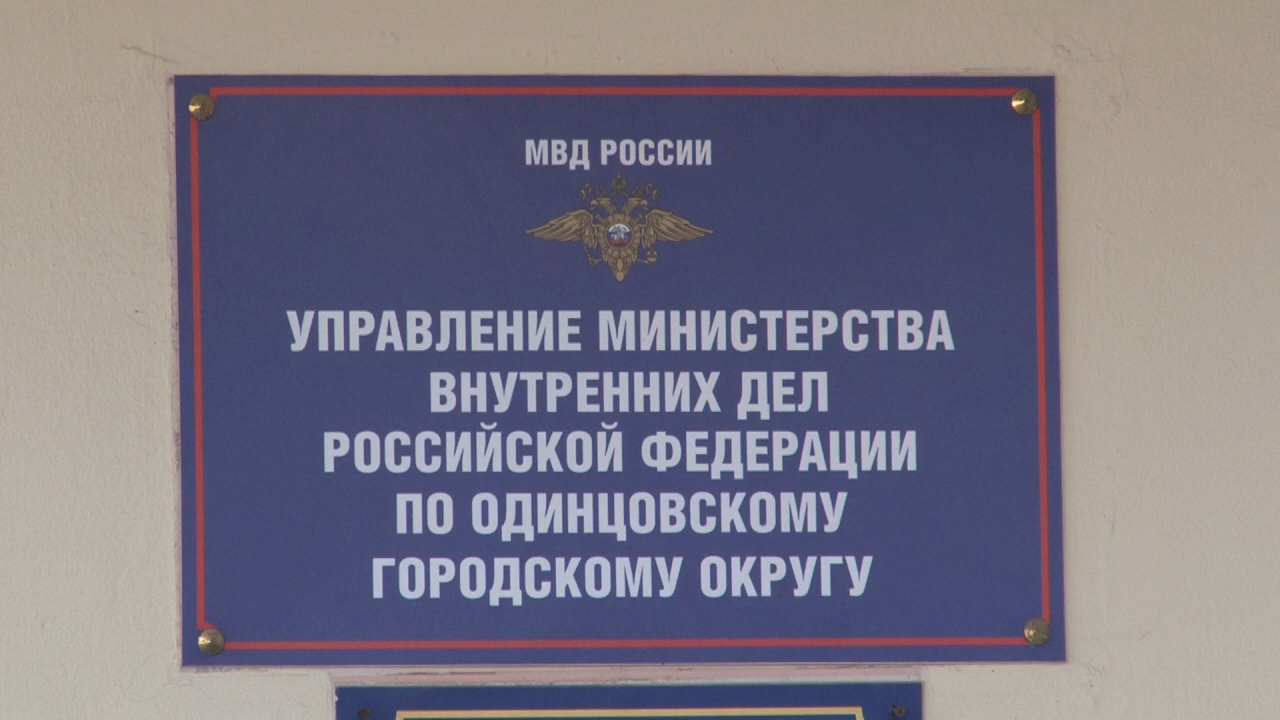 МВД РОССИИ
УПРАВЛЕНИЕ МИНИСТЕРСТВА
ВНУТРЕННИХ ДЕЛ
РОССИЙСКОЙ ФЕДЕРАЦИИ
ПО ОДИНЦОВСКОМУ
ГОРОДСКОМУ ОКРУГУ